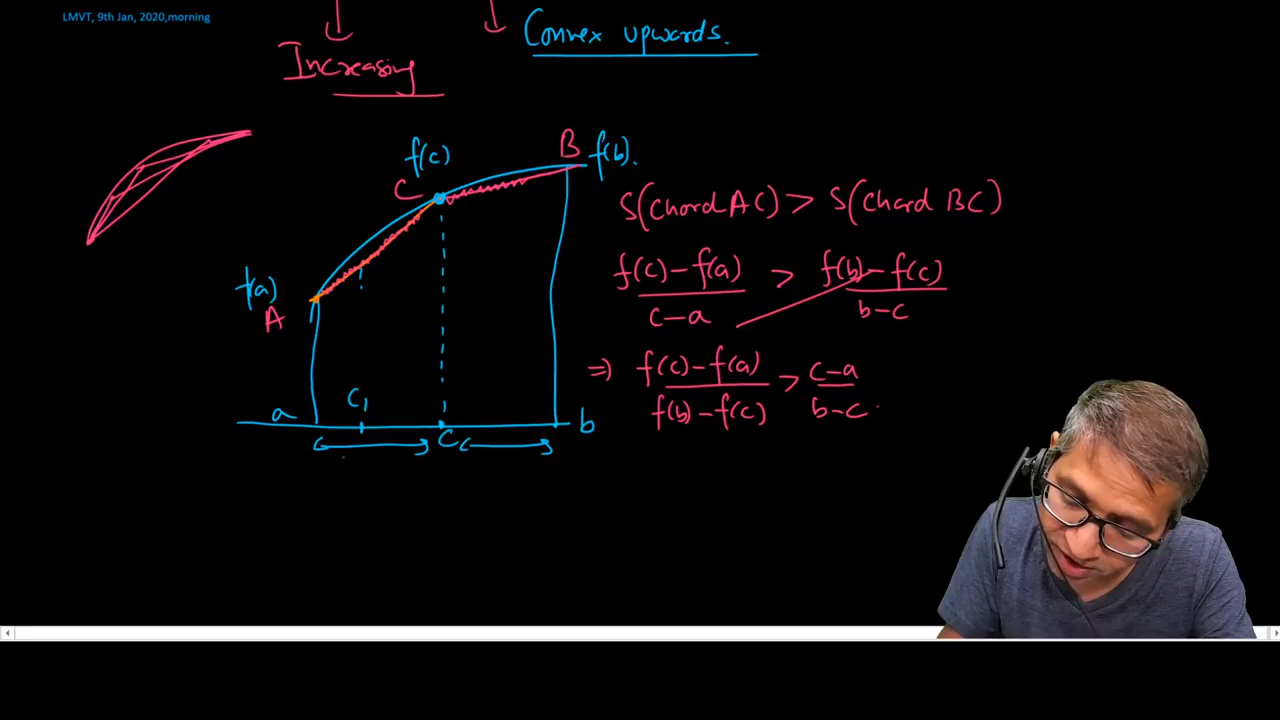 LMVT, 9th Jan, 2020,morning
Convex upwards.
Increasing
f(c)
B f(b).
C
S(Chord AC) > S(Chord BC)
f(a)
A
f(c)-f(a) > f(b)-f(c)
c-a b-c
⇒ f(c)-f(a) > c-a
f(b)-f(c) b-c.
a c₁ C b